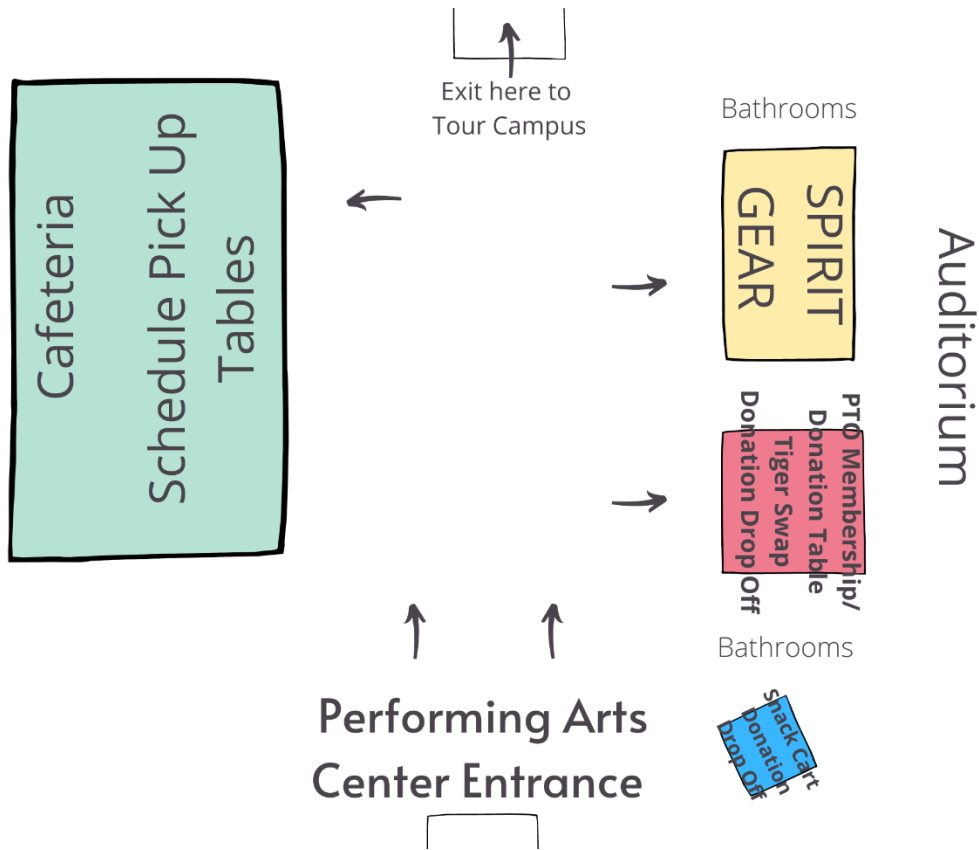 Exit here to
Tour Campus
Bathrooms
Cafeteria
Schedule Pick Up
Tables
SPIRIT
GEAR
Auditorium
PTO Membership/
Donation Table
Tiger Swap
Donation Drop Off
Bathrooms
Performing Arts
Center Entrance
Snack Cart
Donation
Drop Off